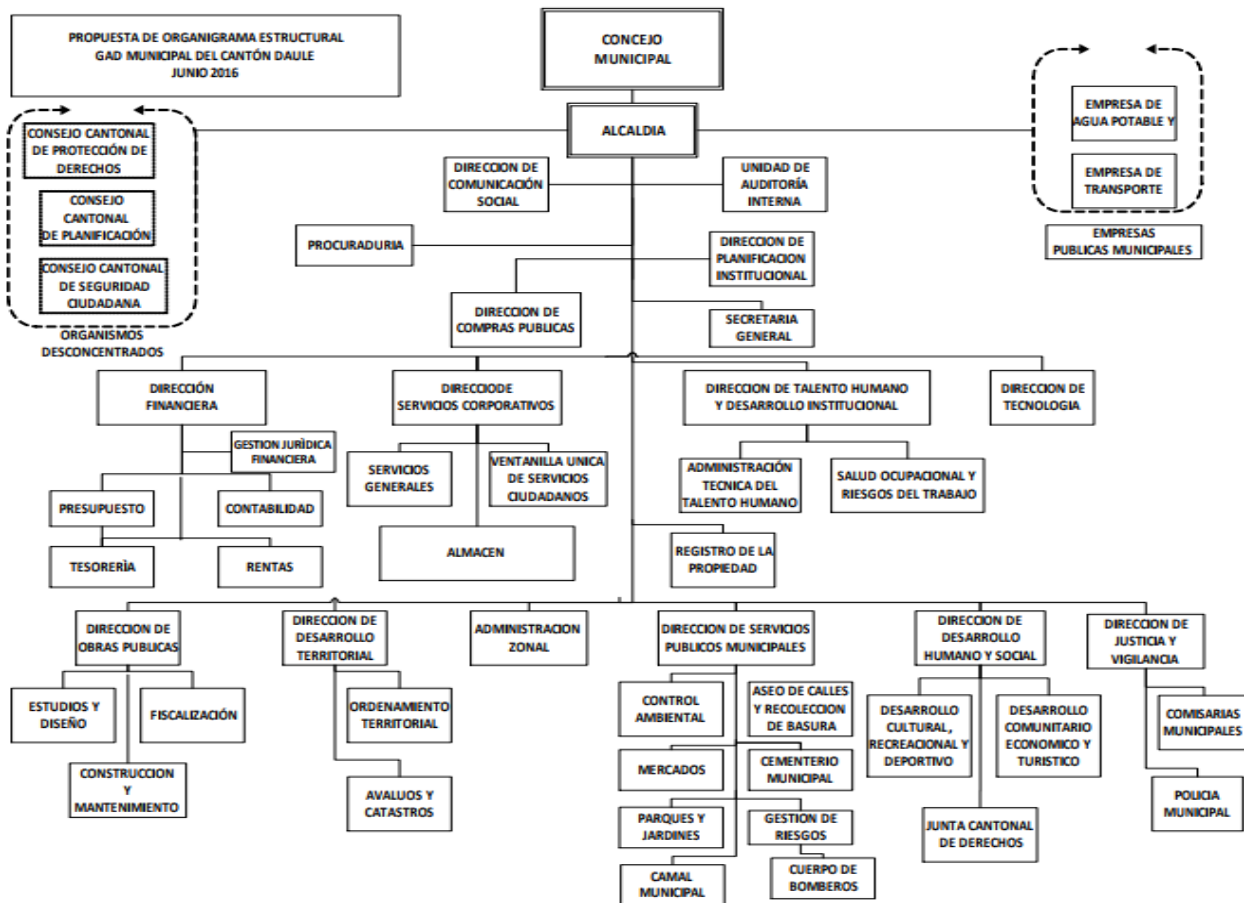 PROPUESTA DE ORGANIGRAMA ESTRUCTURAL
GAD MUNICIPAL DEL CANTÓN DAULE
JUNIO 2016
CONCEJO
MUNICIPAL
ALCALDIA
CONSEJO CANTONAL
DE PROTECCIÓN DE
DERECHOS
CONSEJO
CANTONAL
DE PLANIFICACIÓN
CONSEJO CANTONAL
DE SEGURIDAD
CIUDADANA
ORGANISMOS
DESCONCENTRADOS
EMPRESA DE
AGUA POTABLE Y
EMPRESA DE
TRANSPORTE
EMPRESAS
PUBLICAS MUNICIPALES
DIRECCION DE
COMUNICACIÓN
SOCIAL
UNIDAD DE
AUDITORÍA
INTERNA
PROCURADURIA
DIRECCION DE
PLANIFICACION
INSTITUCIONAL
DIRECCION DE
COMPRAS PUBLICAS
SECRETARIA
GENERAL
DIRECCIÓN
FINANCIERA
DIRECCIODE
SERVICIOS CORPORATIVOS
DIRECCION DE TALENTO HUMANO
Y DESARROLLO INSTITUCIONAL
DIRECCION DE
TECNOLOGIA
GESTION JURÌDICA
FINANCIERA
PRESUPUESTO
CONTABILIDAD
TESORERÌA
RENTAS
SERVICIOS
GENERALES
VENTANILLA UNICA
DE SERVICIOS
CIUDADANOS
ALMACEN
ADMINISTRACIÓN
TECNICA DEL
TALENTO HUMANO
SALUD OCUPACIONAL Y
RIESGOS DEL TRABAJO
REGISTRO DE LA
PROPIEDAD
DIRECCION DE
OBRAS PUBLICAS
DIRECCION DE
DESARROLLO
TERRITORIAL
ADMINISTRACION
ZONAL
DIRECCION DE SERVICIOS
PUBLICOS MUNICIPALES
DIRECCION DE
DESARROLLO
HUMANO Y SOCIAL
DIRECCION DE
JUSTICIA Y
VIGILANCIA
ESTUDIOS Y
DISEÑO
FISCALIZACIÓN
CONSTRUCCION
Y
MANTENIMIENTO
ORDENAMIENTO
TERRITORIAL
AVALUOS Y
CATASTROS
CONTROL
AMBIENTAL
ASEO DE CALLES
Y RECOLECCION
DE BASURA
MERCADOS
CEMENTERIO
MUNICIPAL
PARQUES Y
JARDINES
GESTION DE
RIESGOS
CAMAL
MUNICIPAL
CUERPO DE
BOMBEROS
DESARROLLO
CULTURAL,
RECREACIONAL Y
DEPORTIVO
DESARROLLO
COMUNITARIO
ECONOMICO Y
TURISTICO
JUNTA CANTONAL
DE DERECHOS
COMISARIAS
MUNICIPALES
POLICIA
MUNICIPAL